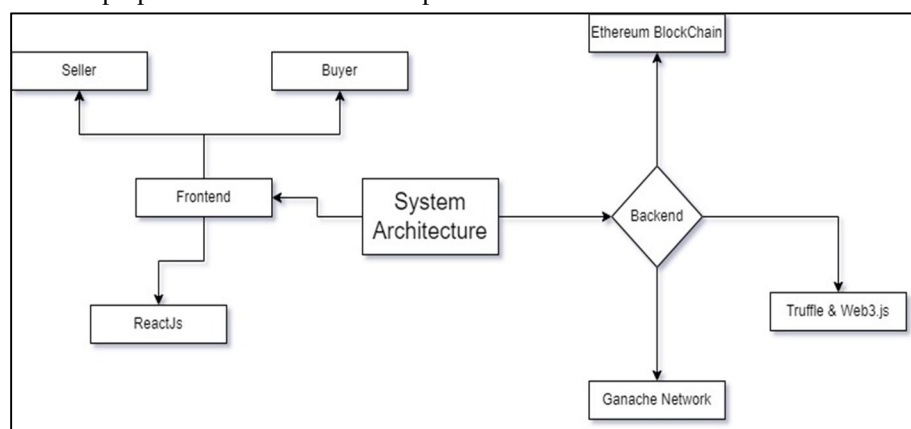 Ethereum BlockChain
Seller
Buyer
Frontend
System
Architecture
Backend
ReactJs
Truffle & Web3.js
Ganache Network